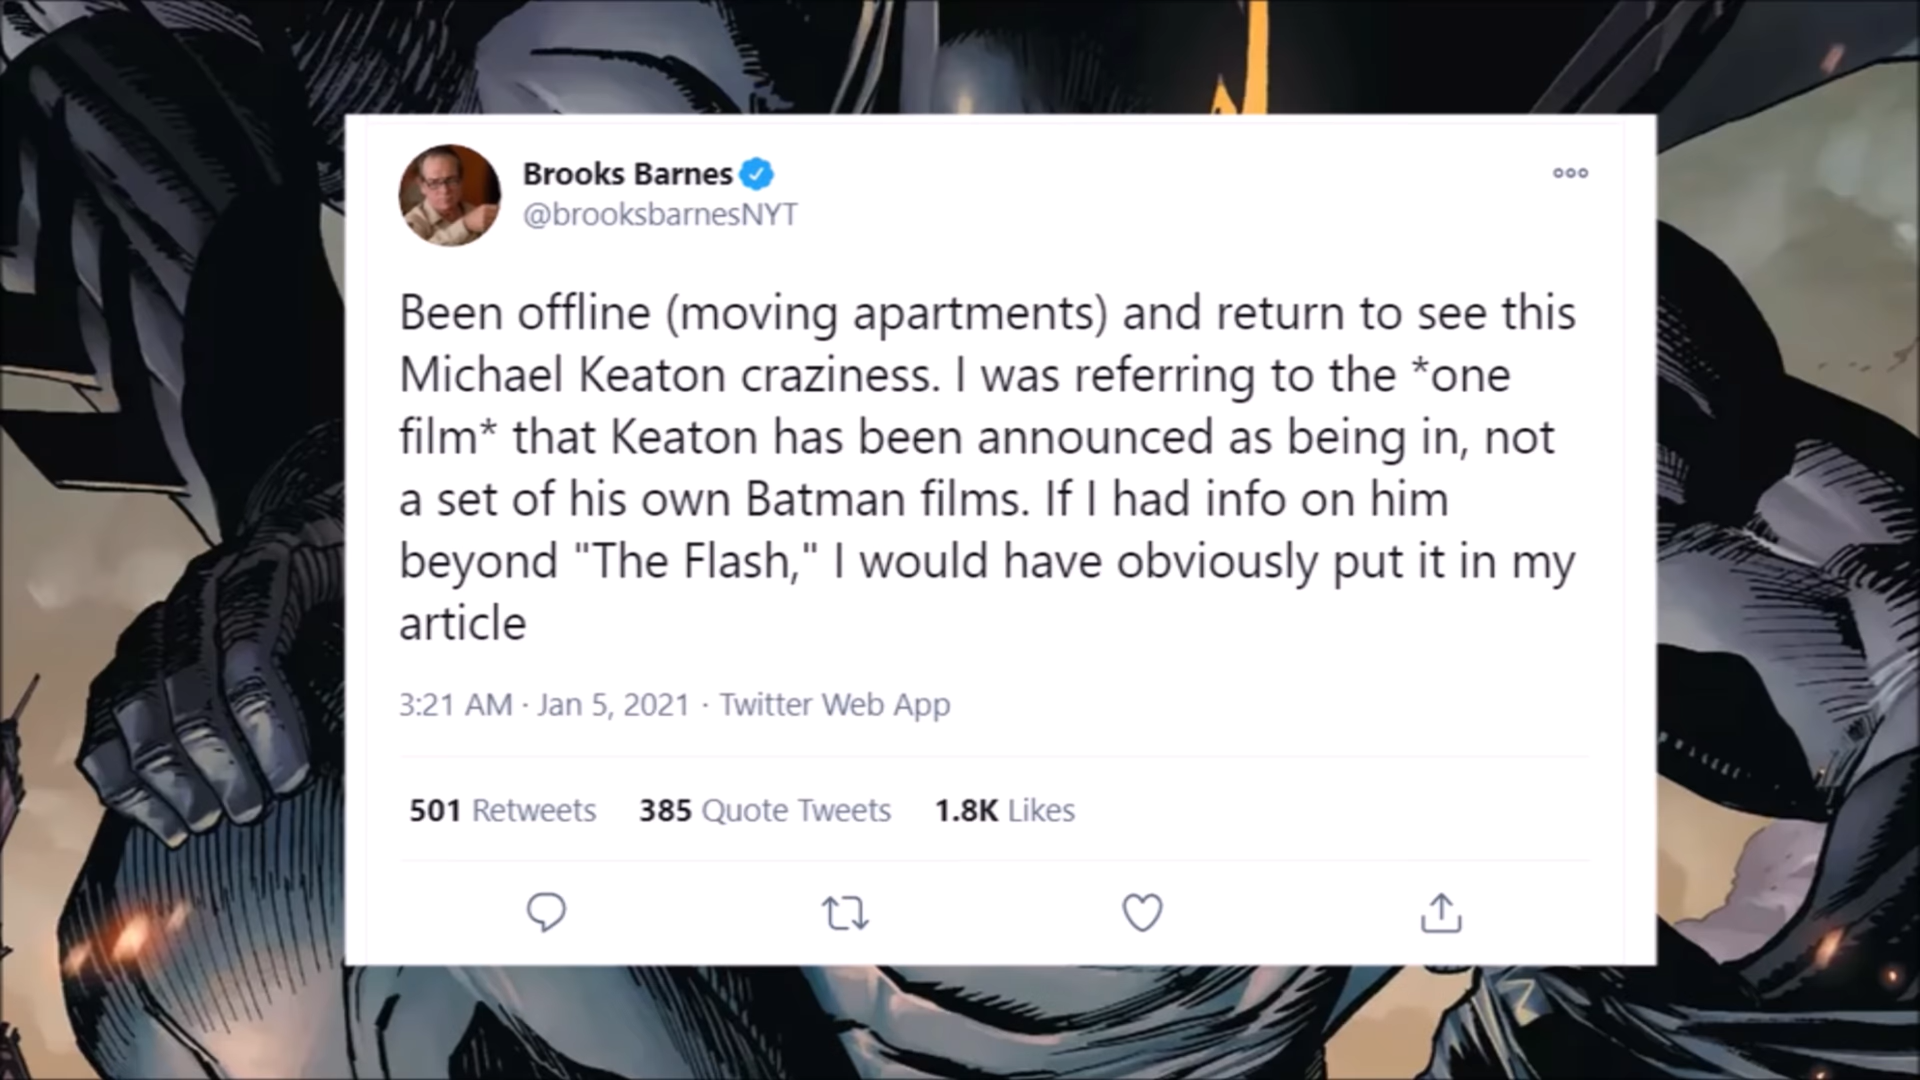 Brooks Barnes
@brooksbarnesNYT
Been offline (moving apartments) and return to see this
Michael Keaton craziness. I was referring to the *one
film* that Keaton has been announced as being in, not
a set of his own Batman films. If I had info on him
beyond "The Flash," I would have obviously put it in my
article
3:21 AM · Jan 5, 2021 · Twitter Web App
501 Retweets 385 Quote Tweets 1.8K Likes